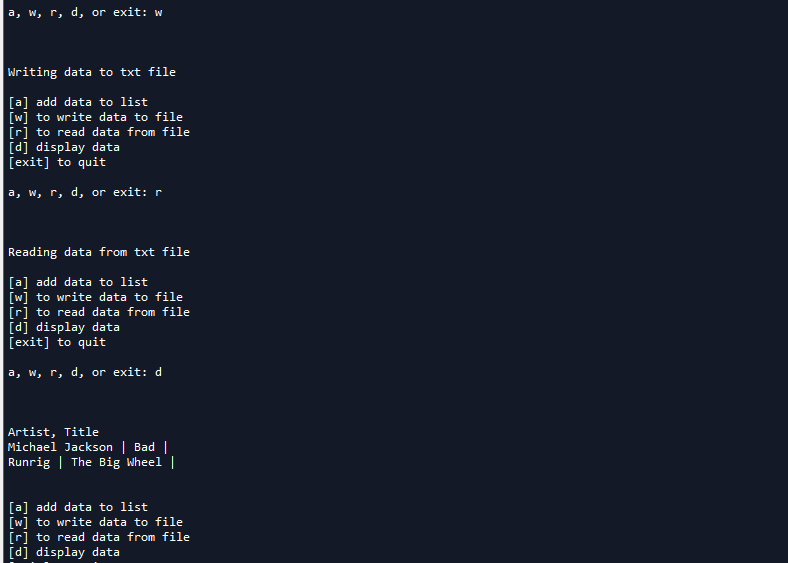 a, w, r, d, or exit: w
Writing data to txt file
[a] add data to list
[w] to write data to file
[r] to read data from file
[d] display data
[exit] to quit
a, w, r, d, or exit: r
Reading data from txt file
[a] add data to list
[w] to write data to file
[r] to read data from file
[d] display data
[exit] to quit
a, w, r, d, or exit: d
Artist, Title
Michael Jackson | Bad |
Runrig | The Big Wheel |
[a] add data to list
[w] to write data to file
[r] to read data from file
[d] display data